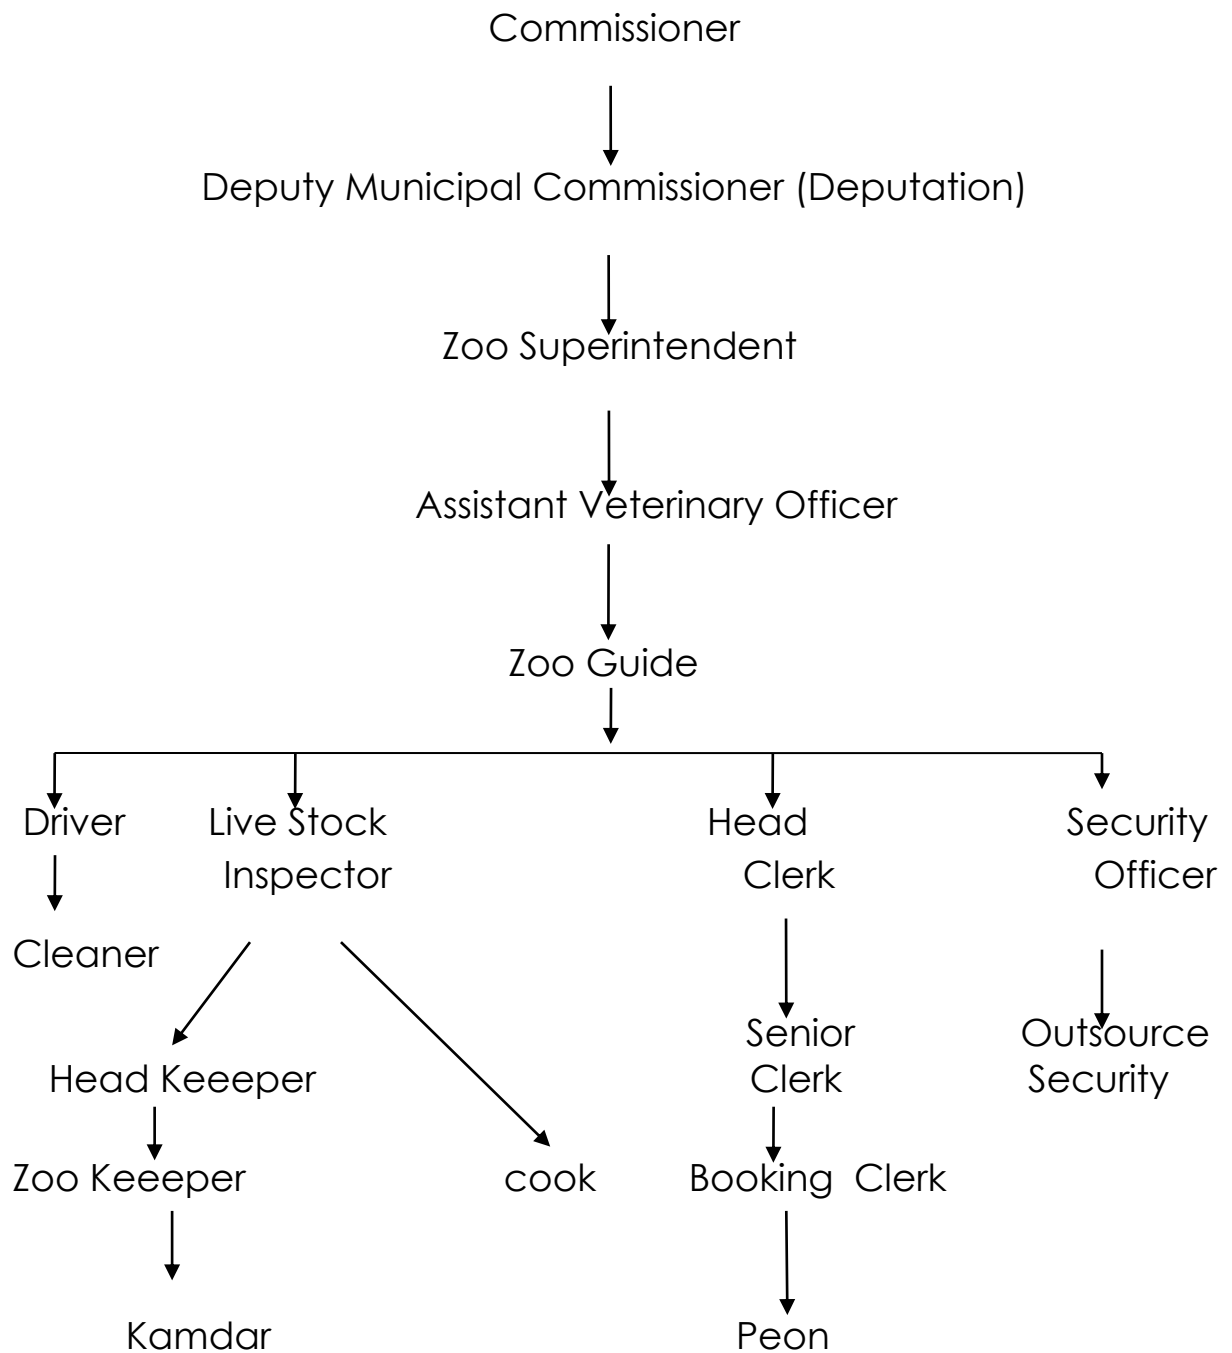 Commissioner
Deputy Municipal Commissioner (Deputation)
Zoo Superintendent
Assistant Veterinary Officer
Zoo Guide
Driver
Cleaner
Live Stock
Inspector
Head Keeeper
Zoo Keeeper
Kamdar
cook
Head
Clerk
Senior
Clerk
Booking  Clerk
Peon
Security
Officer
Outsource
Security